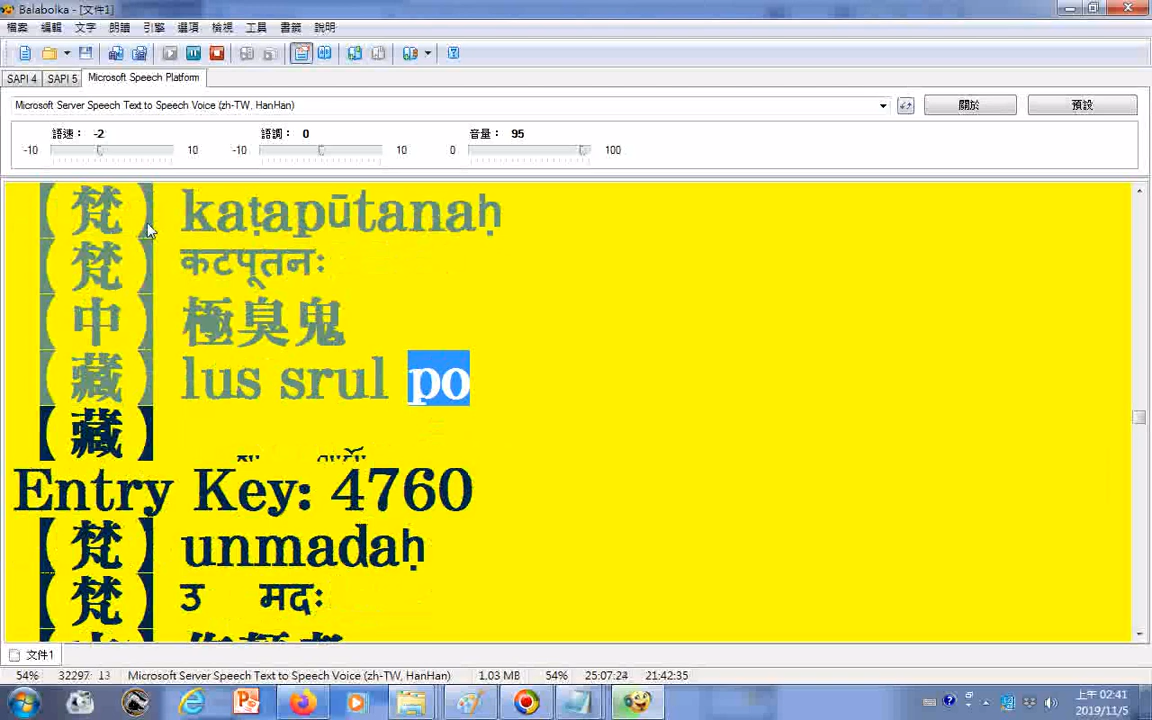 Balabolka - [文件1]
檔案 編輯 文字 朗讀 引擎 選項 檢視 工具 書籤 說明
SAPI 4 SAPI 5 Microsoft Speech Platform
Microsoft Server Speech Text to Speech Voice (zh-TW, HanHan) 關於 預設
語速： -2 語調： 0 音量： 95
-10 10 -10 10 0 100
【梵】 kaṭapūtanaḥ
【梵】 कटपूतनः
【中】 極臭鬼
【藏】 lus srul po
【藏】
Entry Key: 4760
【梵】 unmadaḥ
【梵】 उ मदः
文件1
54% 32297: 13 Microsoft Server Speech Text to Speech Voice (zh-TW, HanHan) 1.03 MB 54% 25:07:24 21:42:35
上午 02:41
2019/11/5